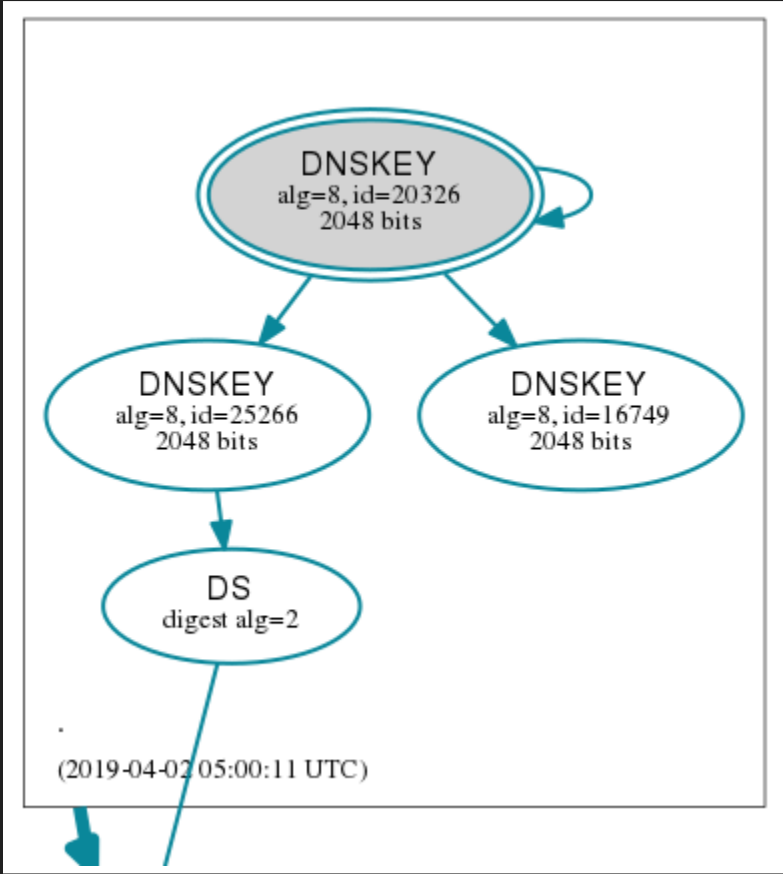 DNSKEY
alg=8, id=20326
2048 bits
DNSKEY
alg=8, id=25266
2048 bits
DNSKEY
alg=8, id=16749
2048 bits
DS
digest alg=2
.
(2019-04-02 05:00:11 UTC)